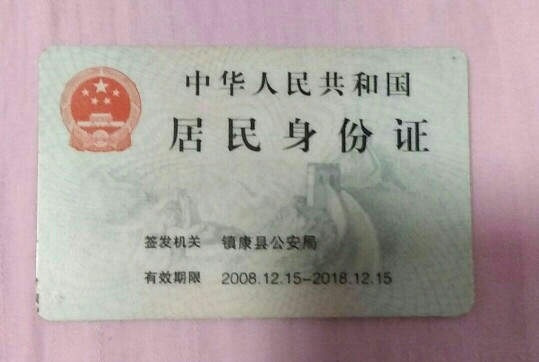 中华人民共和国
居民身份证
签发机关 镇康县公安局
有效期限 2008.12.15-2018.12.15